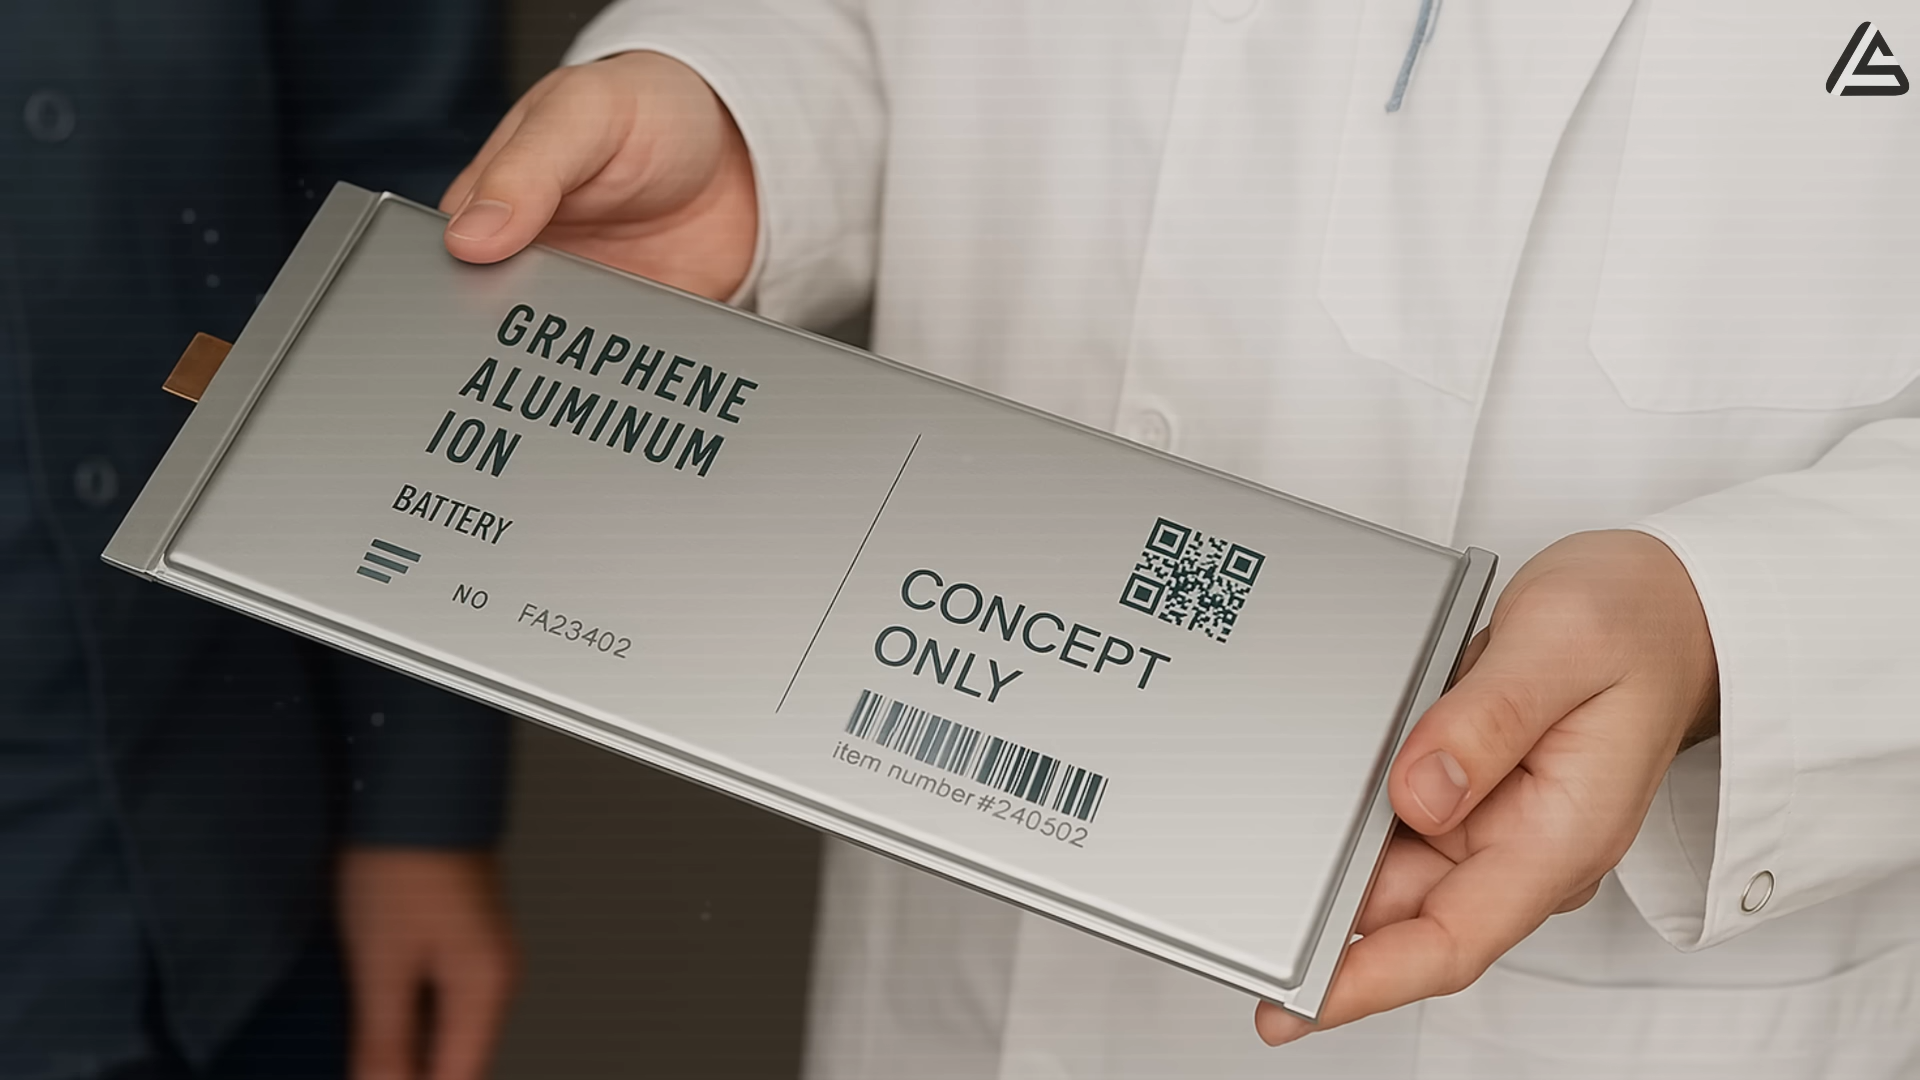 GRAPHENE
ALUMINUM
ION
BATTERY
NO FA23402
CONCEPT
ONLY
item number#240502